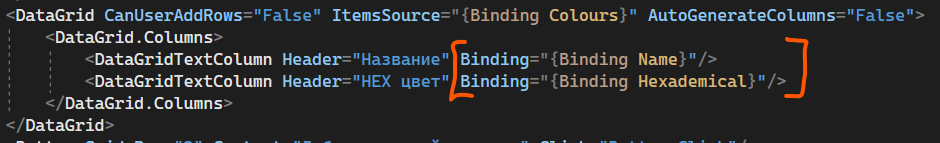 <DataGrid CanUserAddRows="False" ItemsSource="{Binding Colours}" AutoGenerateColumns="False">
<DataGrid.Columns>
<DataGridTextColumn Header="Название" Binding="{Binding Name}"/>
<DataGridTextColumn Header="HEX цвет" Binding="{Binding Hexademical}"/>
</DataGrid.Columns>
</DataGrid>